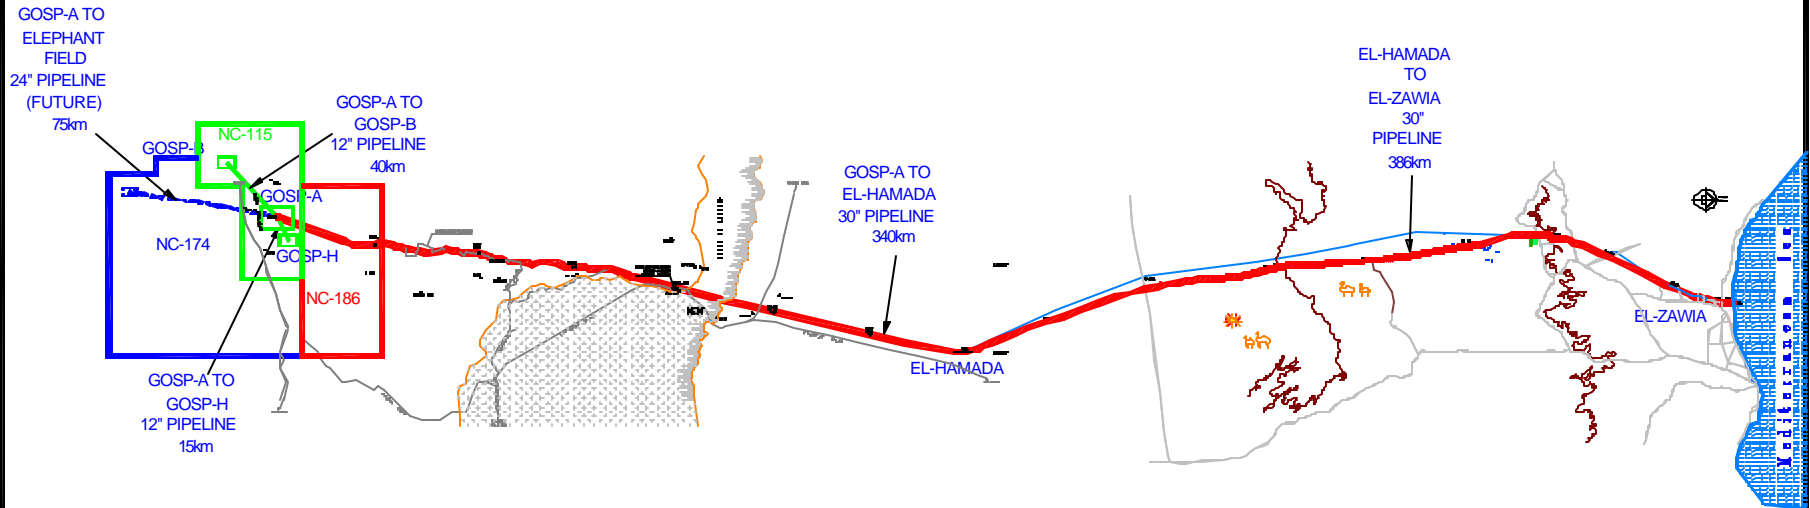 GOSP-A TO
ELEPHANT
FIELD
24" PIPELINE
(FUTURE)
75km
GOSP-B
NC-115
GOSP-A TO
GOSP-B
12" PIPELINE
40km
GOSP-A
NC-174
GOSP-H
NC-186
GOSP-A TO
GOSP-H
12" PIPELINE
15km
GOSP-A TO
EL-HAMADA
30" PIPELINE
340km
EL-HAMADA
EL-HAMADA
TO
EL-ZAWIA
30"
PIPELINE
386km
EL-ZAWIA